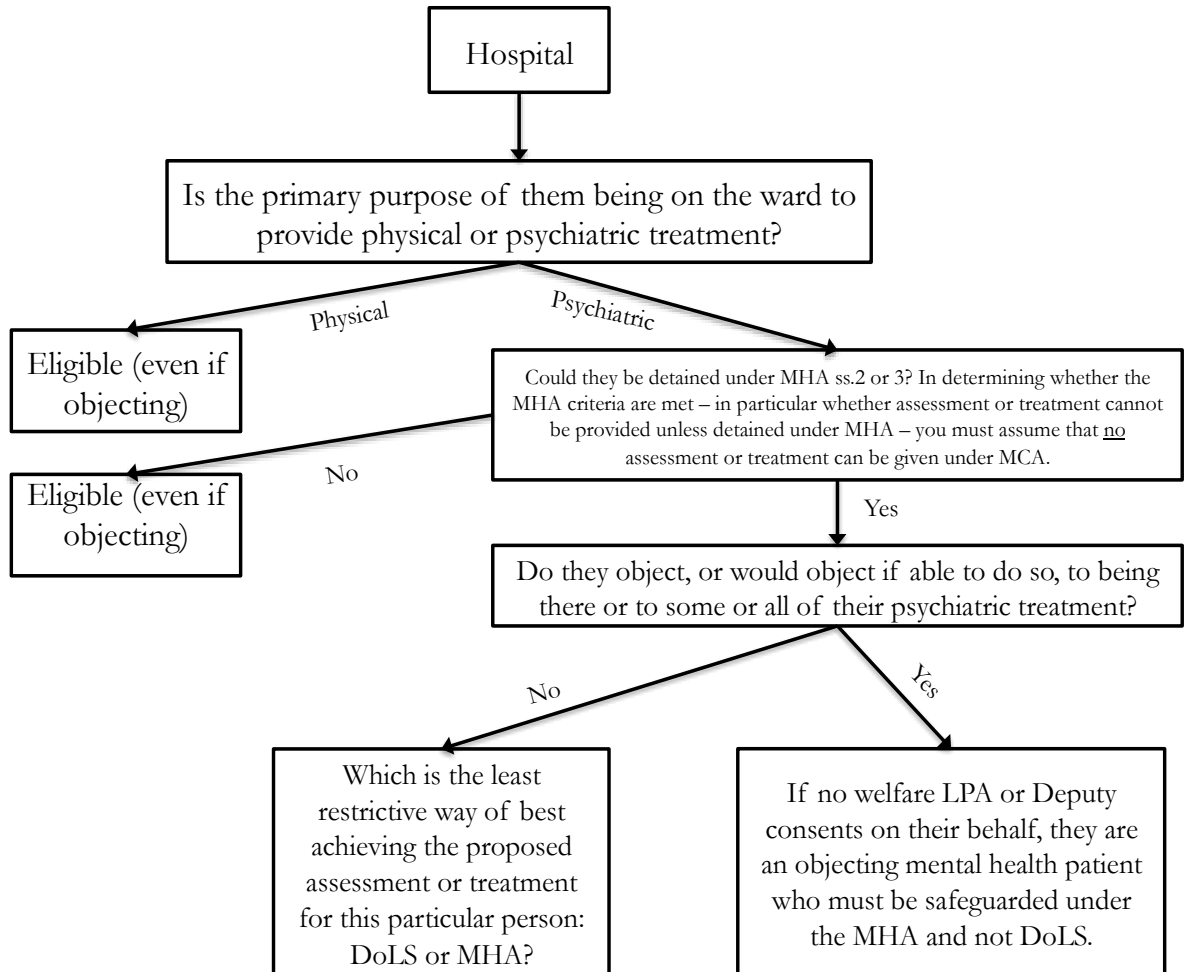 Hospital
Is the primary purpose of them being on the ward to
provide physical or psychiatric treatment?
Physical
Psychiatric
Eligible (even if
objecting)
Could they be detained under MHA ss.2 or 3? In determining whether the
MHA criteria are met – in particular whether assessment or treatment cannot
be provided unless detained under MHA – you must assume that no
assessment or treatment can be given under MCA.
No
Eligible (even if
objecting)
Yes
Do they object, or would object if able to do so, to being
there or to some or all of their psychiatric treatment?
No
Yes
Which is the least
restrictive way of best
achieving the proposed
assessment or treatment
for this particular person:
DoLS or MHA?
If no welfare LPA or Deputy
consents on their behalf, they are
an objecting mental health patient
who must be safeguarded under
the MHA and not DoLS.